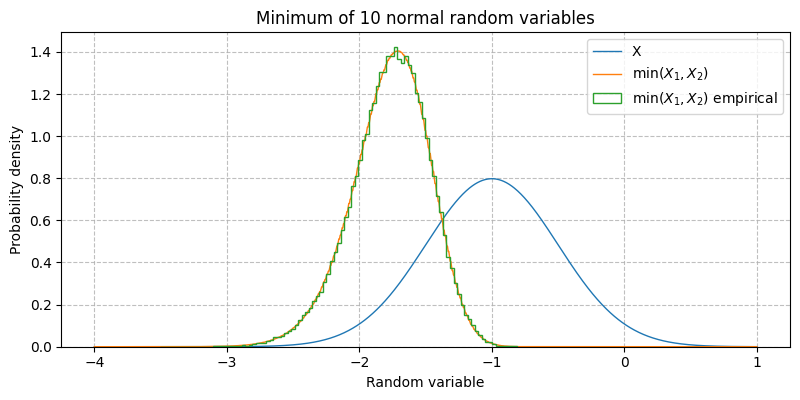 Minimum of 10 normal random variables
X
min(X₁, X₂)
min(X₁, X₂) empirical
Probability density
1.4
1.2
1.0
0.8
0.6
0.4
0.2
0.0
−4
−3
−2
−1
0
1
Random variable